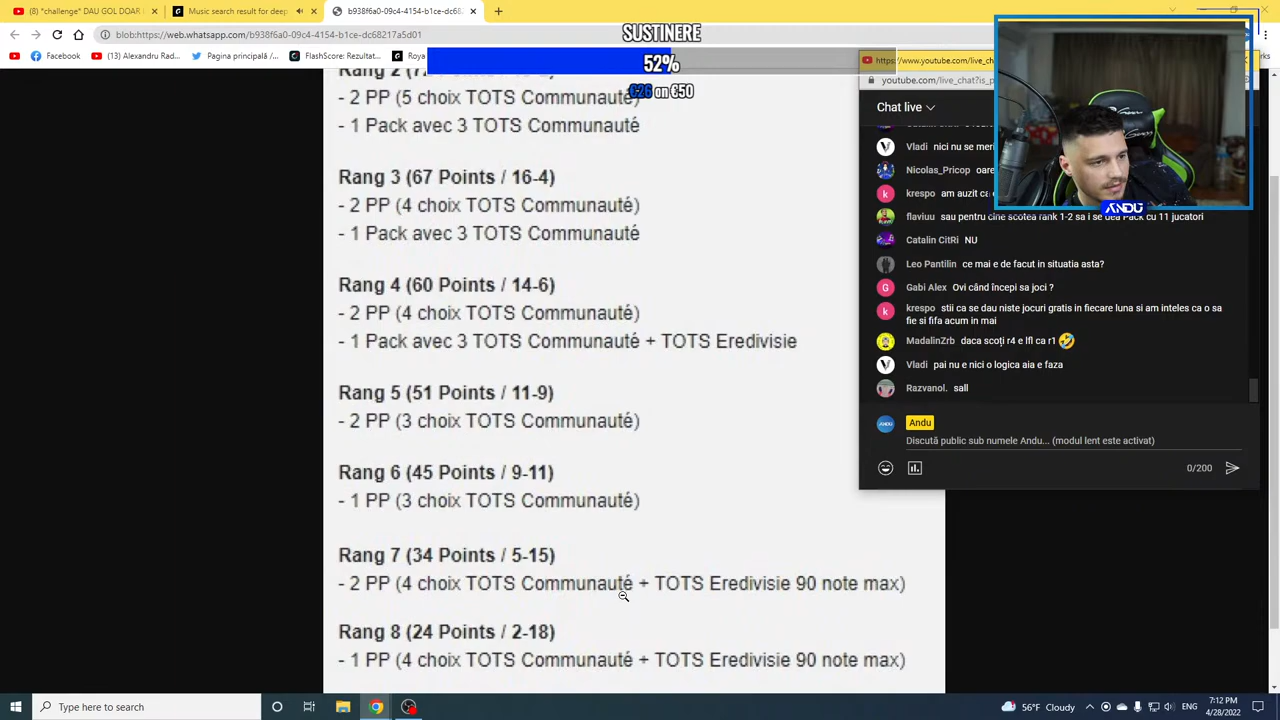 (8) *challenge* DAU GOL DOAR
Music search result for deep
b938f6a0-09c4-4154-b1ce-dc682
blob:https://web.whatsapp.com/b938f6a0-09c4-4154-b1ce-dc68217a5d01
Facebook
(13) Alexandru Rad...
Pagina principală /...
FlashScore: Rezultat...
Roya
SUSTINERE
52%
€26 din €50
- 2 PP (5 choix TOTS Communauté)
- 1 Pack avec 3 TOTS Communauté
Rang 3 (67 Points / 16-4)
- 2 PP (4 choix TOTS Communauté)
- 1 Pack avec 3 TOTS Communauté
Rang 4 (60 Points / 14-6)
- 2 PP (4 choix TOTS Communauté)
- 1 Pack avec 3 TOTS Communauté + TOTS Eredivisie
Rang 5 (51 Points / 11-9)
- 2 PP (3 choix TOTS Communauté)
Rang 6 (45 Points / 9-11)
- 1 PP (3 choix TOTS Communauté)
Rang 7 (34 Points / 5-15)
- 2 PP (4 choix TOTS Communauté + TOTS Eredivisie 90 note max)
Rang 8 (24 Points / 2-18)
- 1 PP (4 choix TOTS Communauté + TOTS Eredivisie 90 note max)
https://www.youtube.com/live_ch
youtube.com/live_chat?is_p
Chat live
Vladi nici nu se meri
Nicolas_Pricop oare
krespo am auzit ca
flaviuu sau pentru cine scotea rank 1-2 sa i se dea Pack cu 11 jucatori
Catalin CitRi NU
Leo Pantilin ce mai e de facut in situatia asta?
Gabi Alex Ovi când începi sa joci ?
krespo stii ca se dau niste jocuri gratis in fiecare luna si am inteles ca o sa
fie si fifa acum in mai
MadalinZrb daca scoți r4 e lfl ca r1 🤣
Vladi pai nu e nici o logica aia e faza
Razvanol. sall
Andu
Discută public sub numele Andu... (modul lent este activat)
0/200
ANDU
Type here to search
56°F Cloudy
7:12 PM
4/28/2022